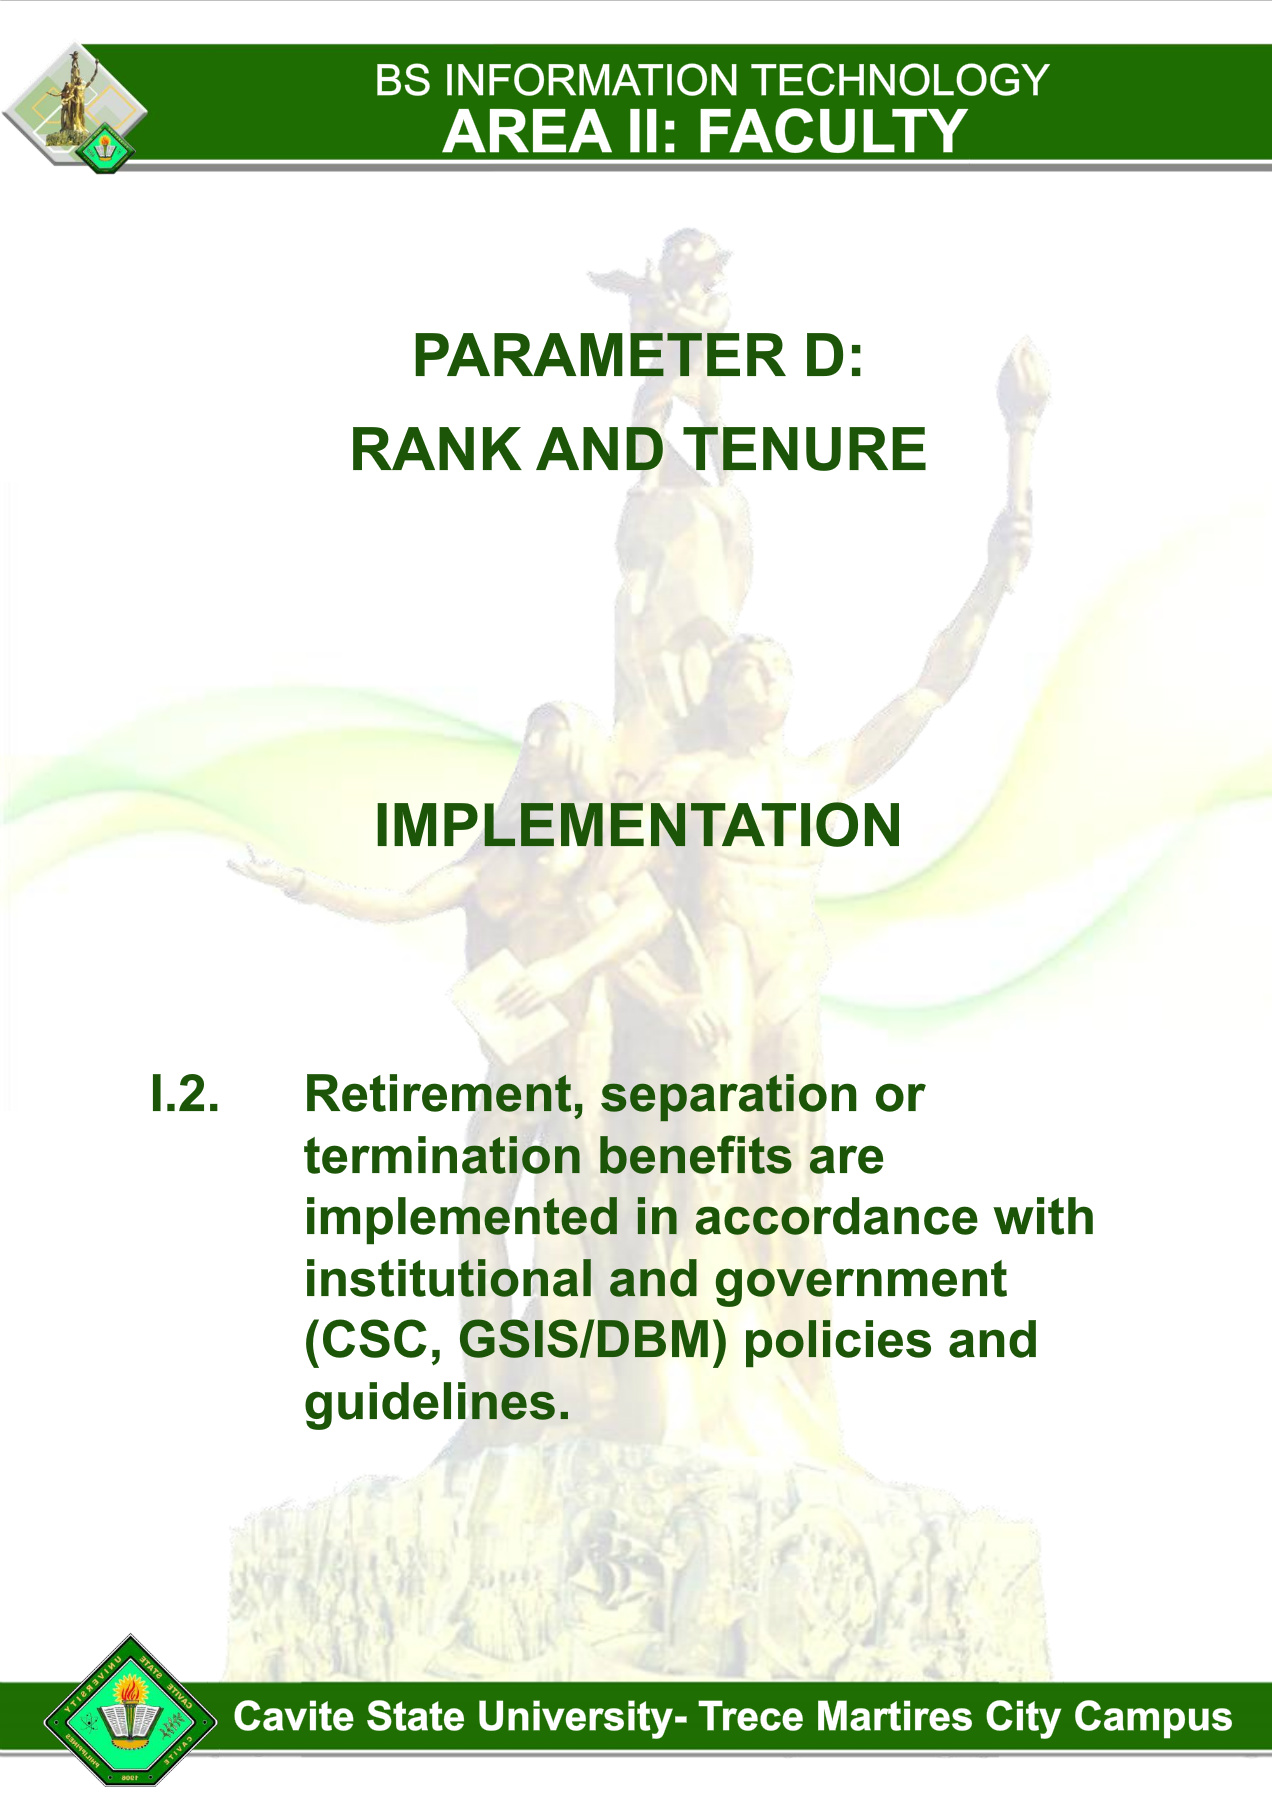 BS INFORMATION TECHNOLOGY
AREA II: FACULTY
PARAMETER D:
RANK AND TENURE
IMPLEMENTATION
I.2. Retirement, separation or
termination benefits are
implemented in accordance with
institutional and government
(CSC, GSIS/DBM) policies and
guidelines.
CAVITE STATE UNIVERSITY
CAVITE PHILIPPINES
1906
Cavite State University- Trece Martires City Campus